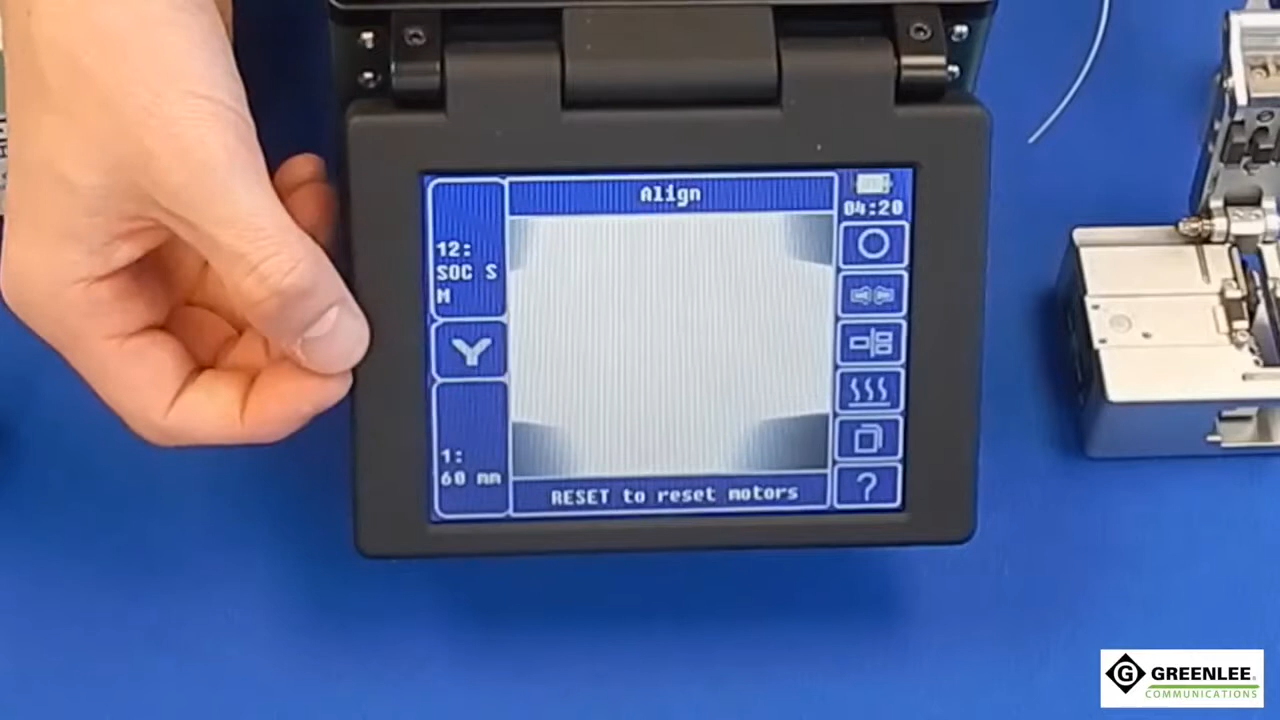 Align
04:20
12:
SOC S
M
1:
60 mm
RESET to reset motors
?
G
GREENLEE
COMMUNICATIONS